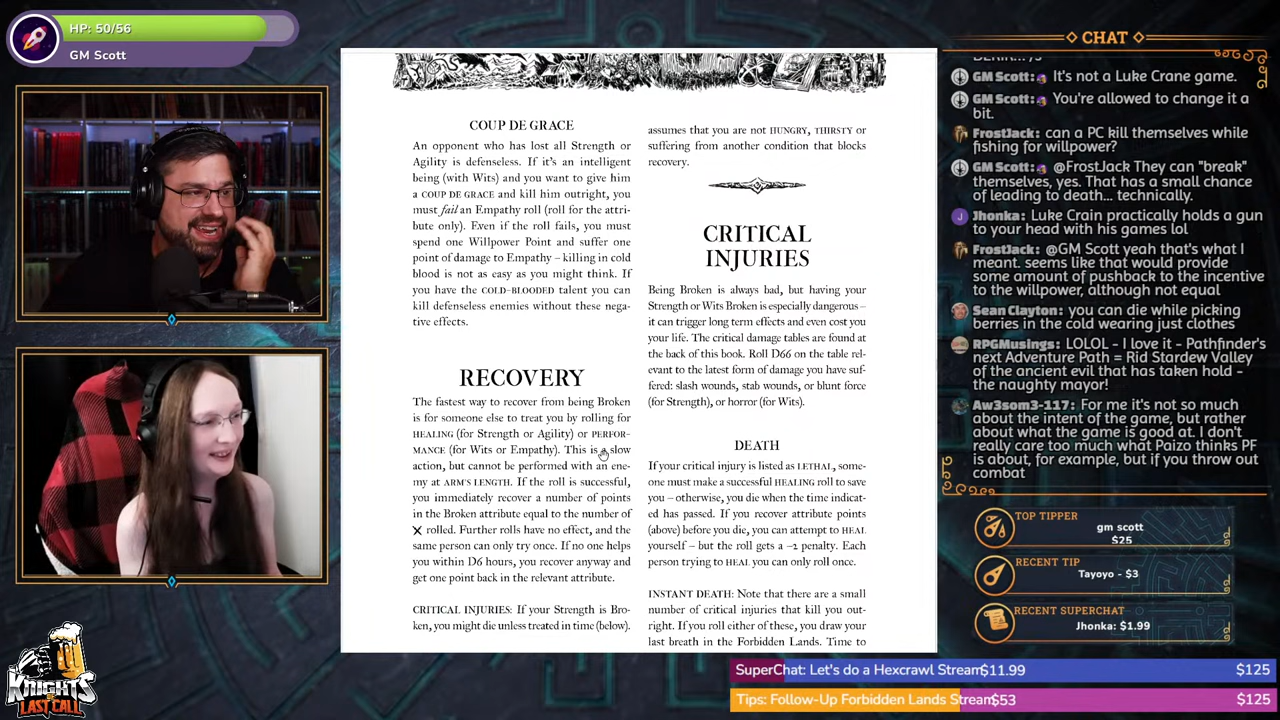 HP: 50/56
GM Scott
COUP DE GRACE
An opponent who has lost all Strength or
Agility is defenseless. If it's an intelligent
being (with Wits) and you want to give him
a COUP DE GRACE and kill him outright, you
must fail an Empathy roll (roll for the attri-
bute only). Even if the roll fails, you must
spend one Willpower Point and suffer one
point of damage to Empathy – killing in cold
blood is not as easy as you might think. If
you have the COLD-BLOODED talent you can
kill defenseless enemies without these nega-
tive effects.
RECOVERY
The fastest way to recover from being Broken
is for someone else to treat you by rolling for
HEALING (for Strength or Agility) or PERFOR-
MANCE (for Wits or Empathy). This is a slow
action, but cannot be performed with an ene-
my at ARM'S LENGTH. If the roll is successful,
you immediately recover a number of points
in the Broken attribute equal to the number of
X rolled. Further rolls have no effect, and the
same person can only try once. If no one helps
you within D6 hours, you recover anyway and
get one point back in the relevant attribute.
CRITICAL INJURIES: If your Strength is Bro-
ken, you might die unless treated in time (below).
assumes that you are not HUNGRY, THIRSTY or
suffering from another condition that blocks
recovery.
CRITICAL
INJURIES
Being Broken is always bad, but having your
Strength or Wits Broken is especially dangerous –
it can trigger long term effects and even cost you
your life. The critical damage tables are found at
the back of this book. Roll D66 on the table rel-
evant to the latest form of damage you have suf-
fered: slash wounds, stab wounds, or blunt force
(for Strength), or horror (for Wits).
DEATH
If your critical injury is listed as LETHAL, some-
one must make a successful HEALING roll to save
you – otherwise, you die when the time indicat-
ed has passed. If you recover attribute points
(above) before you die, you can attempt to HEAL
yourself – but the roll gets a –2 penalty. Each
person trying to HEAL you can only roll once.
INSTANT DEATH: Note that there are a small
number of critical injuries that kill you out-
right. If you roll either of these, you draw your
last breath in the Forbidden Lands. Time to
CHAT
GM Scott: It's not a Luke Crane game.
GM Scott: You're allowed to change it a
bit.
FrostJack: can a PC kill themselves while
fishing for willpower?
GM Scott: @FrostJack They can "break"
themselves, yes. That has a small chance
of leading to death... technically.
J Jhonka: Luke Crain practically holds a gun
to your head with his games lol
FrostJack: @GM Scott yeah that's what I
meant. seems like that would provide
some amount of pushback to the incentive
to the willpower, although not equal
Sean Clayton: you can die while picking
berries in the cold wearing just clothes
RPGMusings: LOLOL - I love it - Pathfinder's
next Adventure Path = Rid Stardew Valley
of the ancient evil that has taken hold -
the naughty mayor!
Aw3som3-117: For me it's not so much
about the intent of the game, but rather
about what the game is good at. I don't
really care too much what Paizo thinks PF
is about, for example, but if you throw out
combat
TOP TIPPER
gm scott
$25
RECENT TIP
Tayoyo - $3
RECENT SUPERCHAT
Jhonka: $1.99
SuperChat: Let's do a Hexcrawl Stream $11.99 $125
Tips: Follow-Up Forbidden Lands Stream $53 $125
KNIGHTS
OF
LAST CALL